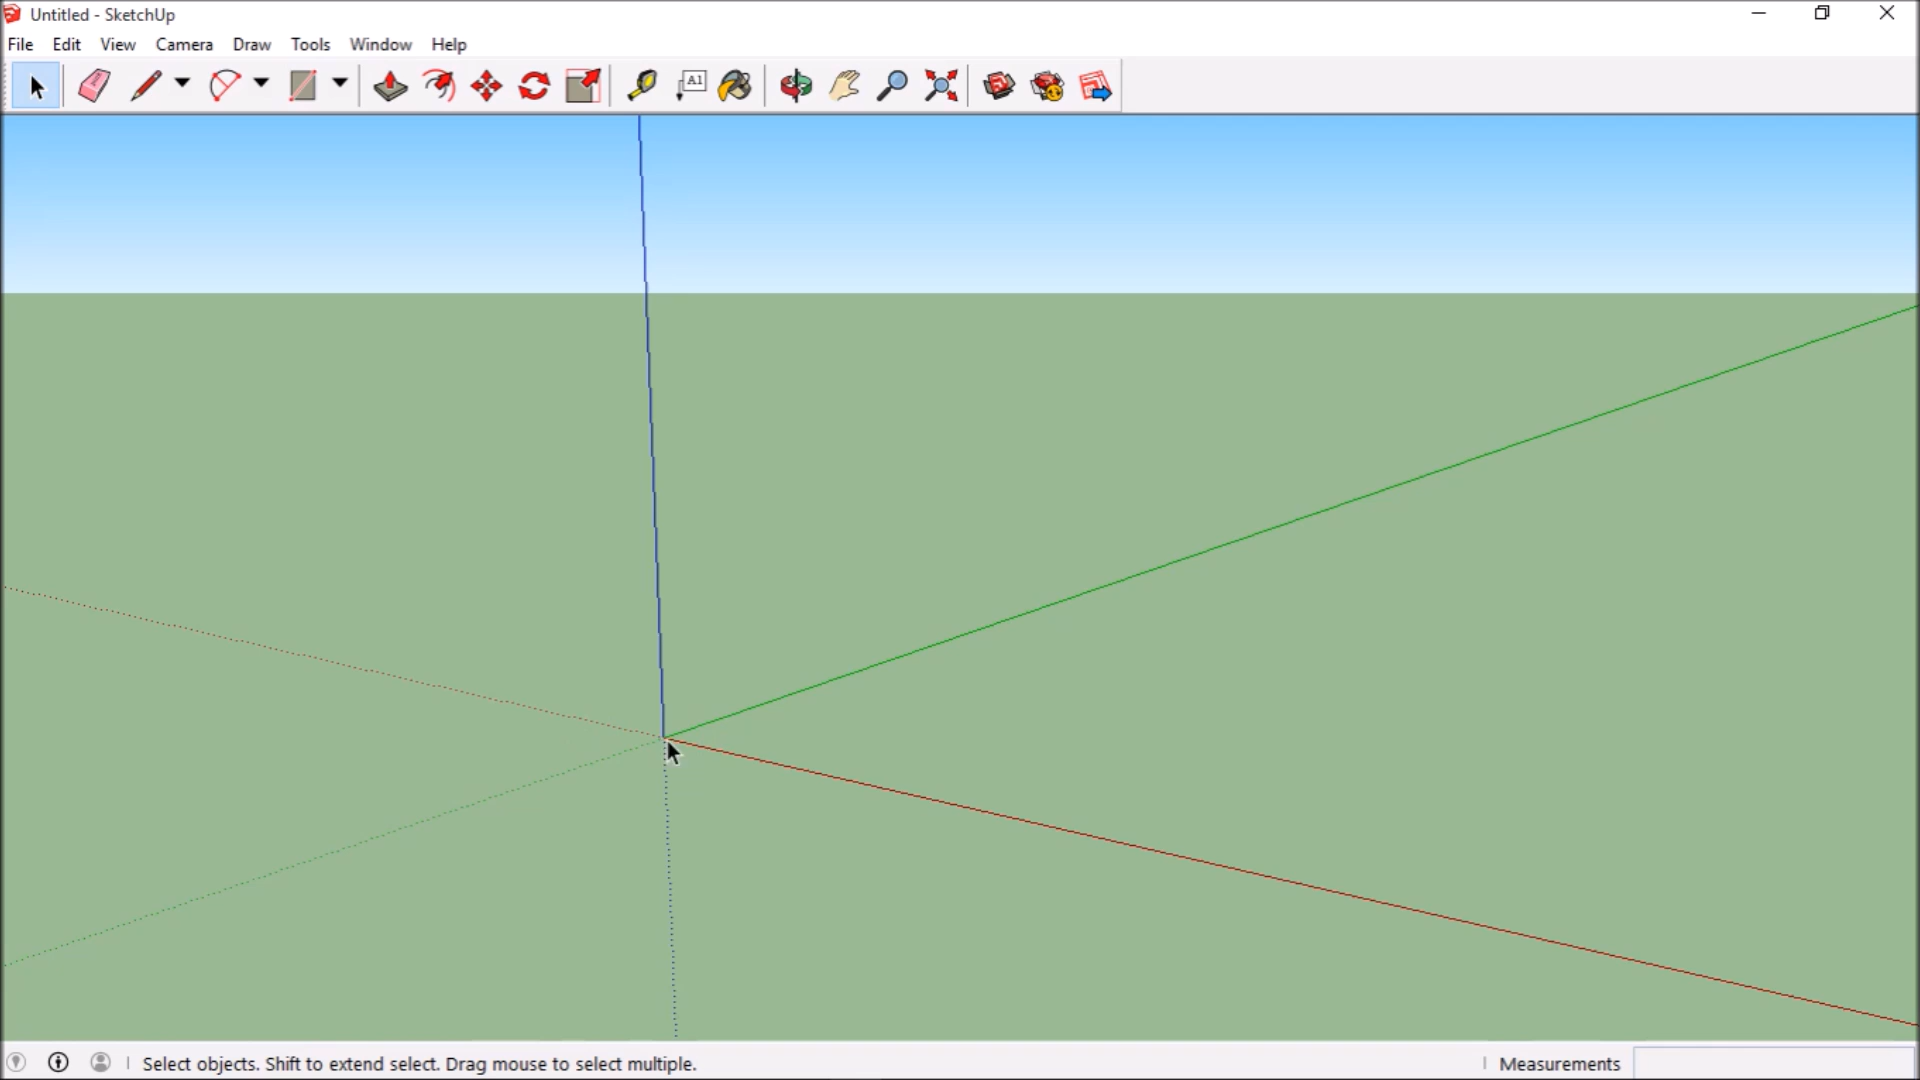 Untitled - SketchUp
File Edit View Camera Draw Tools Window Help
A1
Select objects. Shift to extend select. Drag mouse to select multiple. Measurements